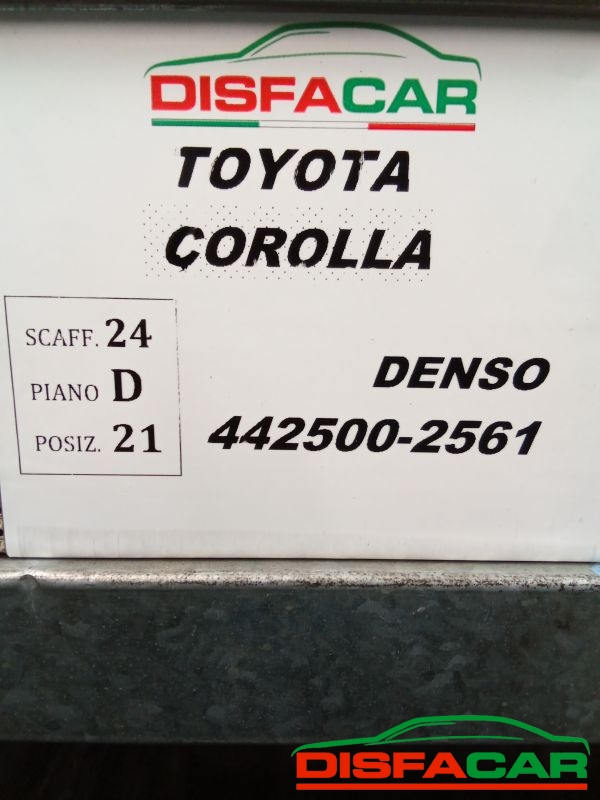 DISFACAR
TOYOTA
COROLLA
SCAFF. 24
PIANO D
POSIZ. 21
DENSO
442500-2561
DISFACAR